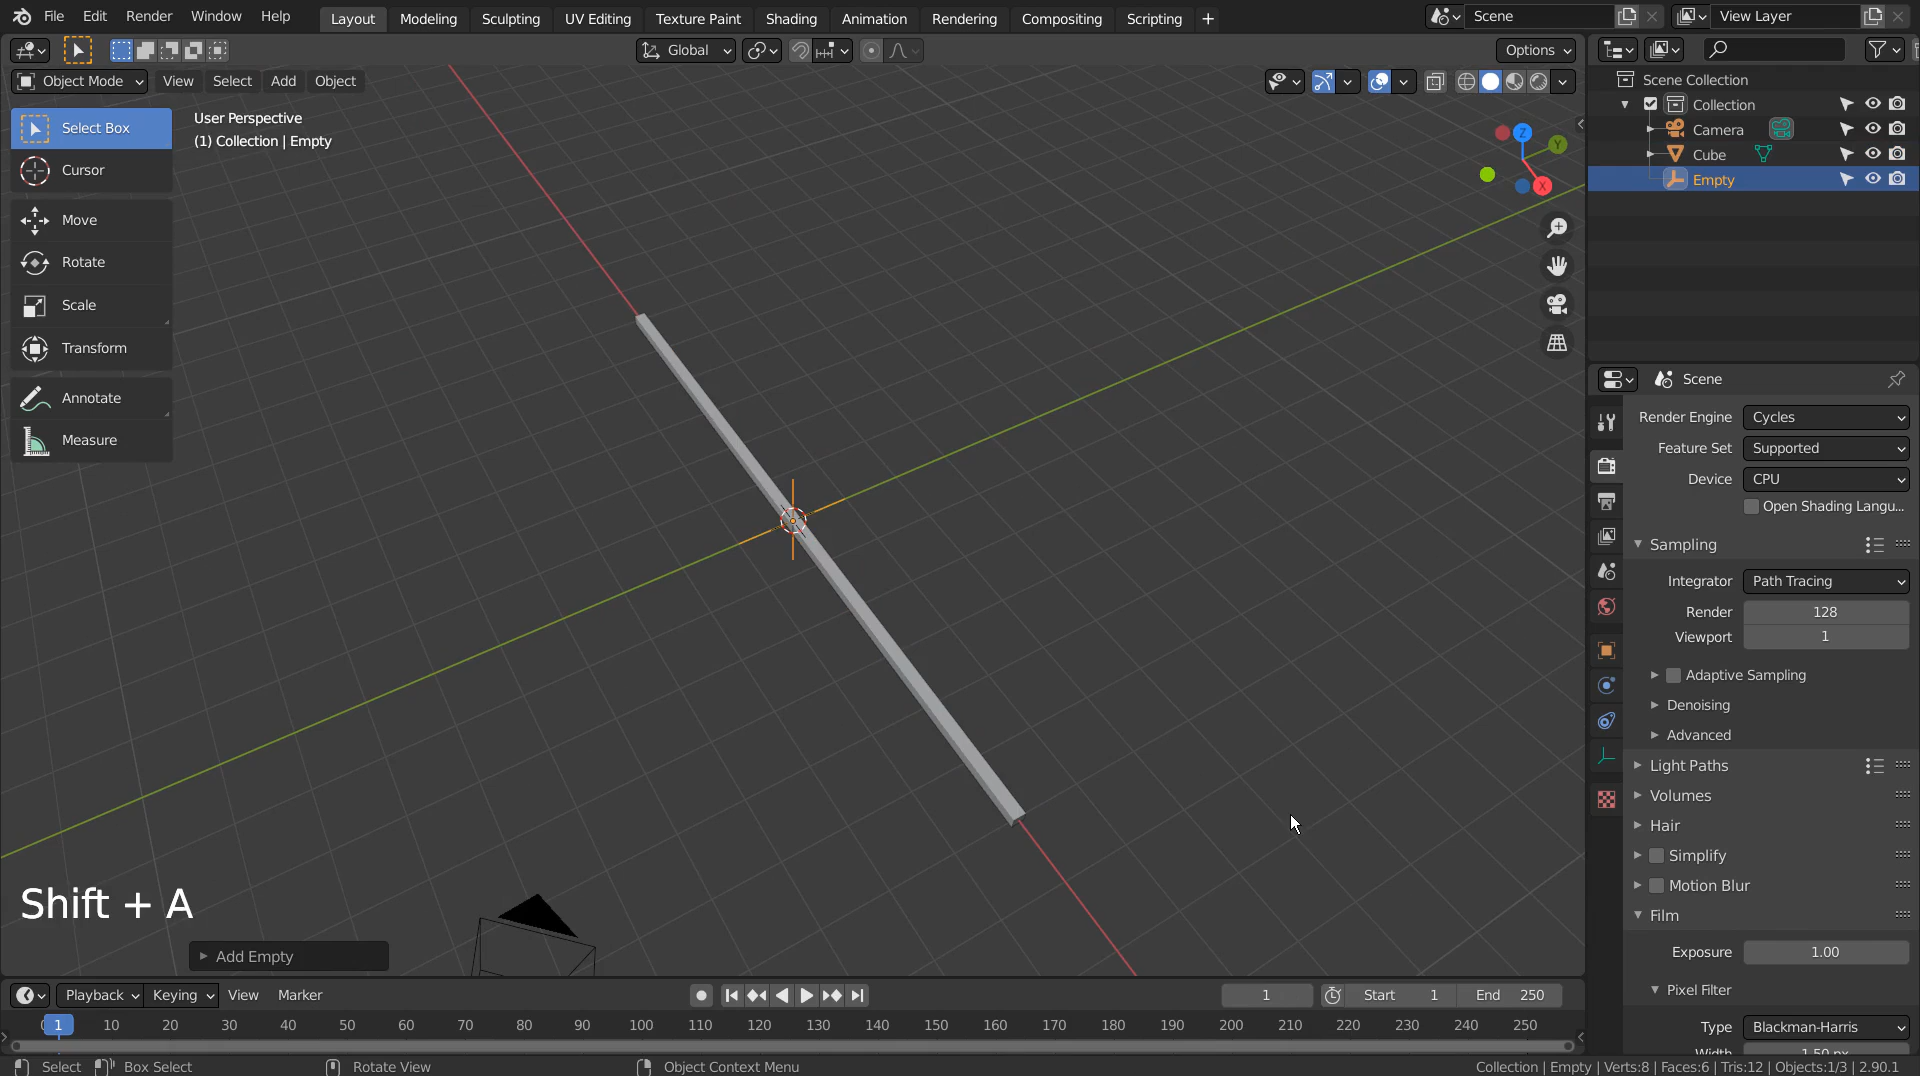 File Edit Render Window Help
Layout Modeling Sculpting UV Editing Texture Paint Shading Animation Rendering Compositing Scripting +
Scene
View Layer
Global
Options
Object Mode View Select Add Object
Select Box
Cursor
Move
Rotate
Scale
Transform
Annotate
Measure
User Perspective
(1) Collection | Empty
Z
Y
X
Shift + A
Add Empty
Scene Collection
Collection
Camera
Cube
Empty
Scene
Render Engine Cycles
Feature Set Supported
Device CPU
Open Shading Langu...
Sampling
Integrator Path Tracing
Render 128
Viewport 1
Adaptive Sampling
Denoising
Advanced
Light Paths
Volumes
Hair
Simplify
Motion Blur
Film
Exposure 1.00
Pixel Filter
Type Blackman-Harris
Width 1.50 px
Playback Keying View Marker
1
Start 1
End 250
1 10 20 30 40 50 60 70 80 90 100 110 120 130 140 150 160 170 180 190 200 210 220 230 240 250
Select Box Select Rotate View Object Context Menu
Collection | Empty | Verts:8 | Faces:6 | Tris:12 | Objects:1/3 | 2.90.1